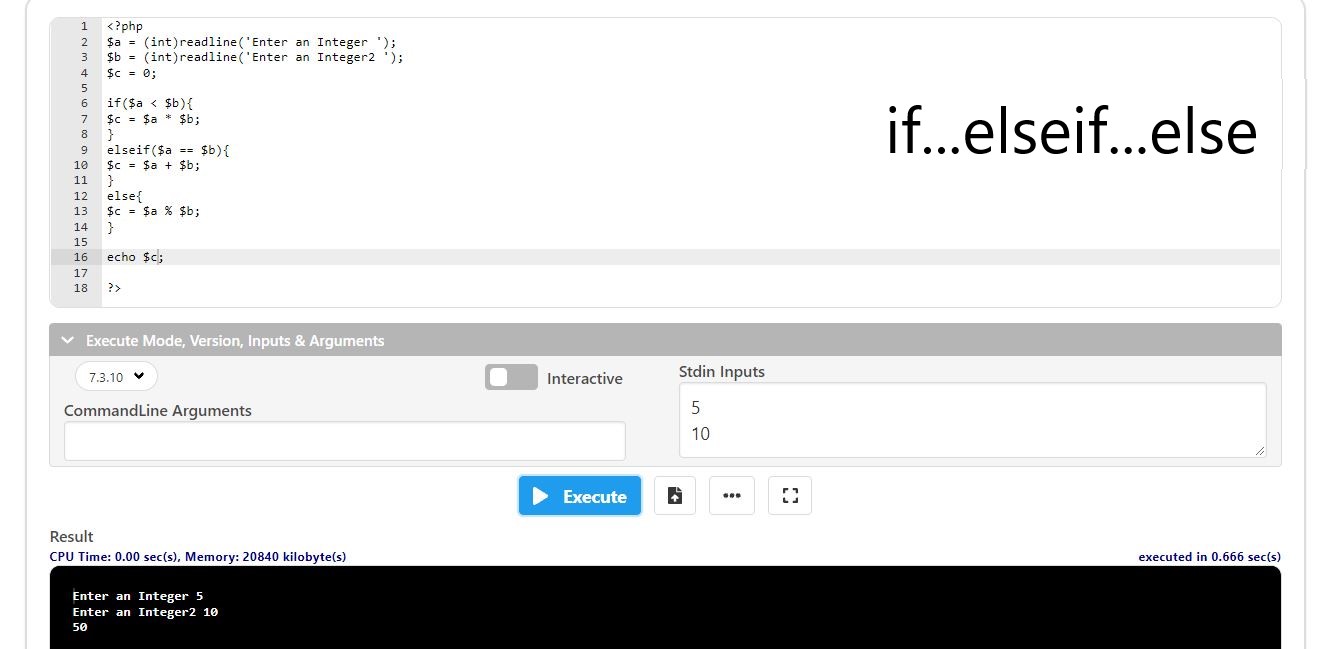 1 <?php
2 $a = (int)readline('Enter an Integer ');
3 $b = (int)readline('Enter an Integer2 ');
4 $c = 0;
5
6 if($a < $b){
7 $c = $a * $b;
8 }
9 elseif($a == $b){
10 $c = $a + $b;
11 }
12 else{
13 $c = $a % $b;
14 }
15
16 echo $c;
17
18 ?>
if...elseif...else
Execute Mode, Version, Inputs & Arguments
7.3.10
Interactive
Stdin Inputs
5
10
CommandLine Arguments
Execute
Result
CPU Time: 0.00 sec(s), Memory: 20840 kilobyte(s)
executed in 0.666 sec(s)
Enter an Integer 5
Enter an Integer2 10
50